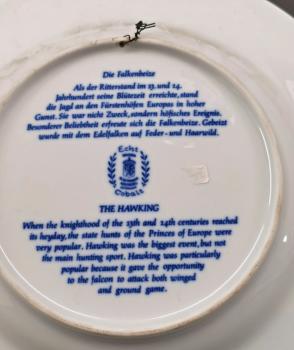 Die Falkenbeize
Als der Ritterstand im 13. und 14.
Jahrhundert seine Blütezeit erreichte, stand
die Jagd an den Fürstenhöfen Europas in hoher
Gunst. Sie war nicht Zweck, sondern höfisches Ereignis.
Besonderer Beliebtheit erfreute sich die Falkenbeize. Gebeizt
wurde mit dem Edelfalken auf Feder- und Haarwild.
Echt
Cobalt
THE HAWKING
When the knighthood of the 13th and 14th centuries reached
its heyday, the state hunts of the Princes of Europe were
very popular. Hawking was the biggest event, but not
the main hunting sport. Hawking was particularly
popular because it gave the opportunity
to the falcon to attack both winged
and ground game.